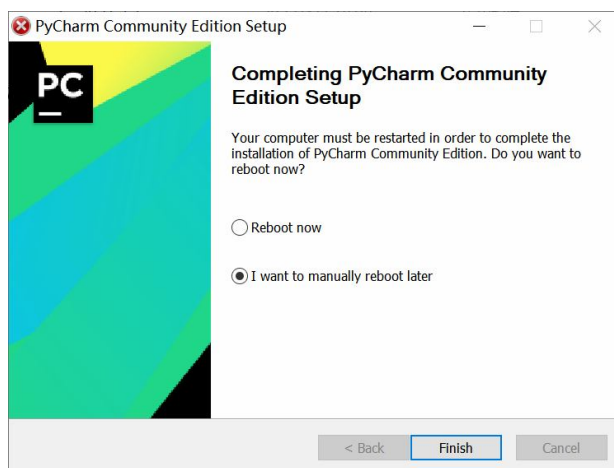 PyCharm Community Edition Setup
PC
Completing PyCharm Community
Edition Setup
Your computer must be restarted in order to complete the
installation of PyCharm Community Edition. Do you want to
reboot now?
Reboot now
I want to manually reboot later
< Back Finish Cancel